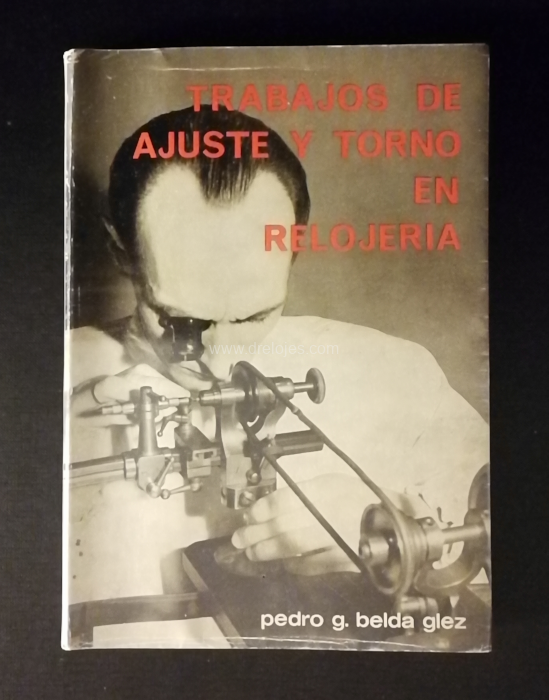 TRABAJOS DE
AJUSTE Y TORNO
EN
RELOJERIA
www.drelojes.com
pedro g. belda glez